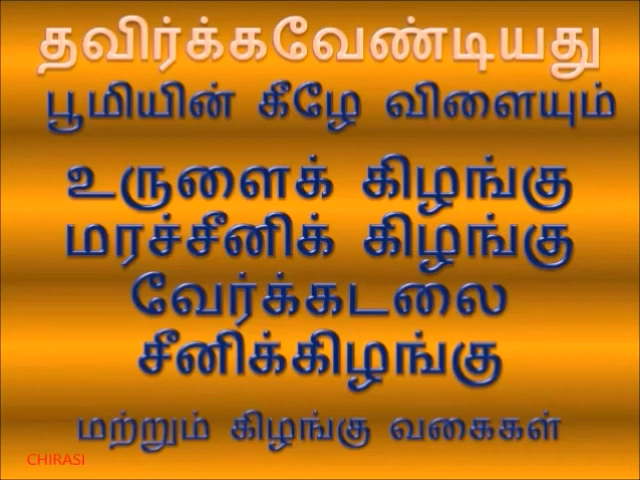 தவிர்க்கவேண்டியது
பூமியின் கீழே விளையும்
உருளைக் கிழங்கு
மரச்சீனிக் கிழங்கு
வேர்க்கடலை
சீனிக்கிழங்கு
மற்றும் கிழங்கு வகைகள்
CHIRASI